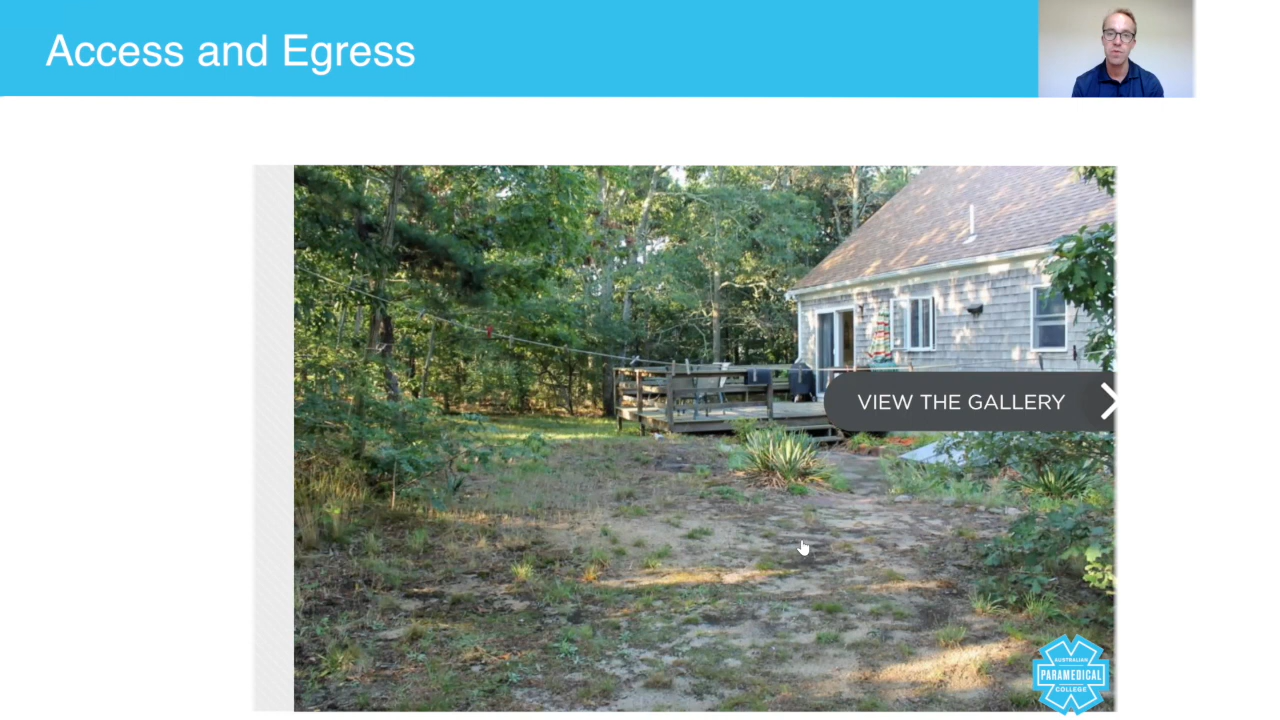 Access and Egress
VIEW THE GALLERY
AUSTRALIAN
PARAMEDICAL
COLLEGE